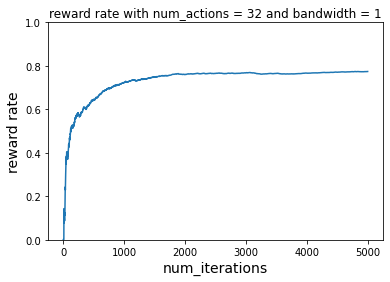 reward rate with num_actions = 32 and bandwidth = 1
1.0
0.8
0.6
0.4
0.2
0.0
reward rate
0 1000 2000 3000 4000 5000
num_iterations